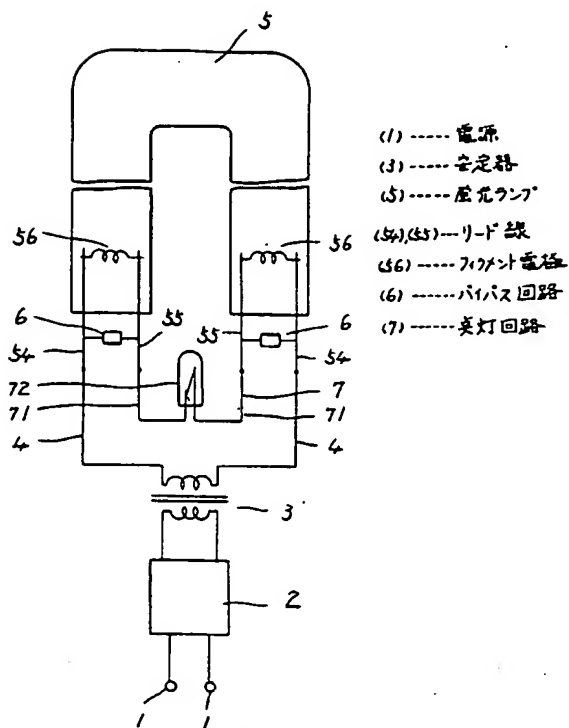 5
(1) ----- 電源
(3) ----- 安定器
(5) ----- 蛍光ランプ
(54),(55) --- リード線
(56) ----- フィラメント電極
(6) ----- バイパス回路
(7) ------ 点灯回路
56
56
6
55
55
6
54
54
72
7
71
71
4
4
3
2
1
1